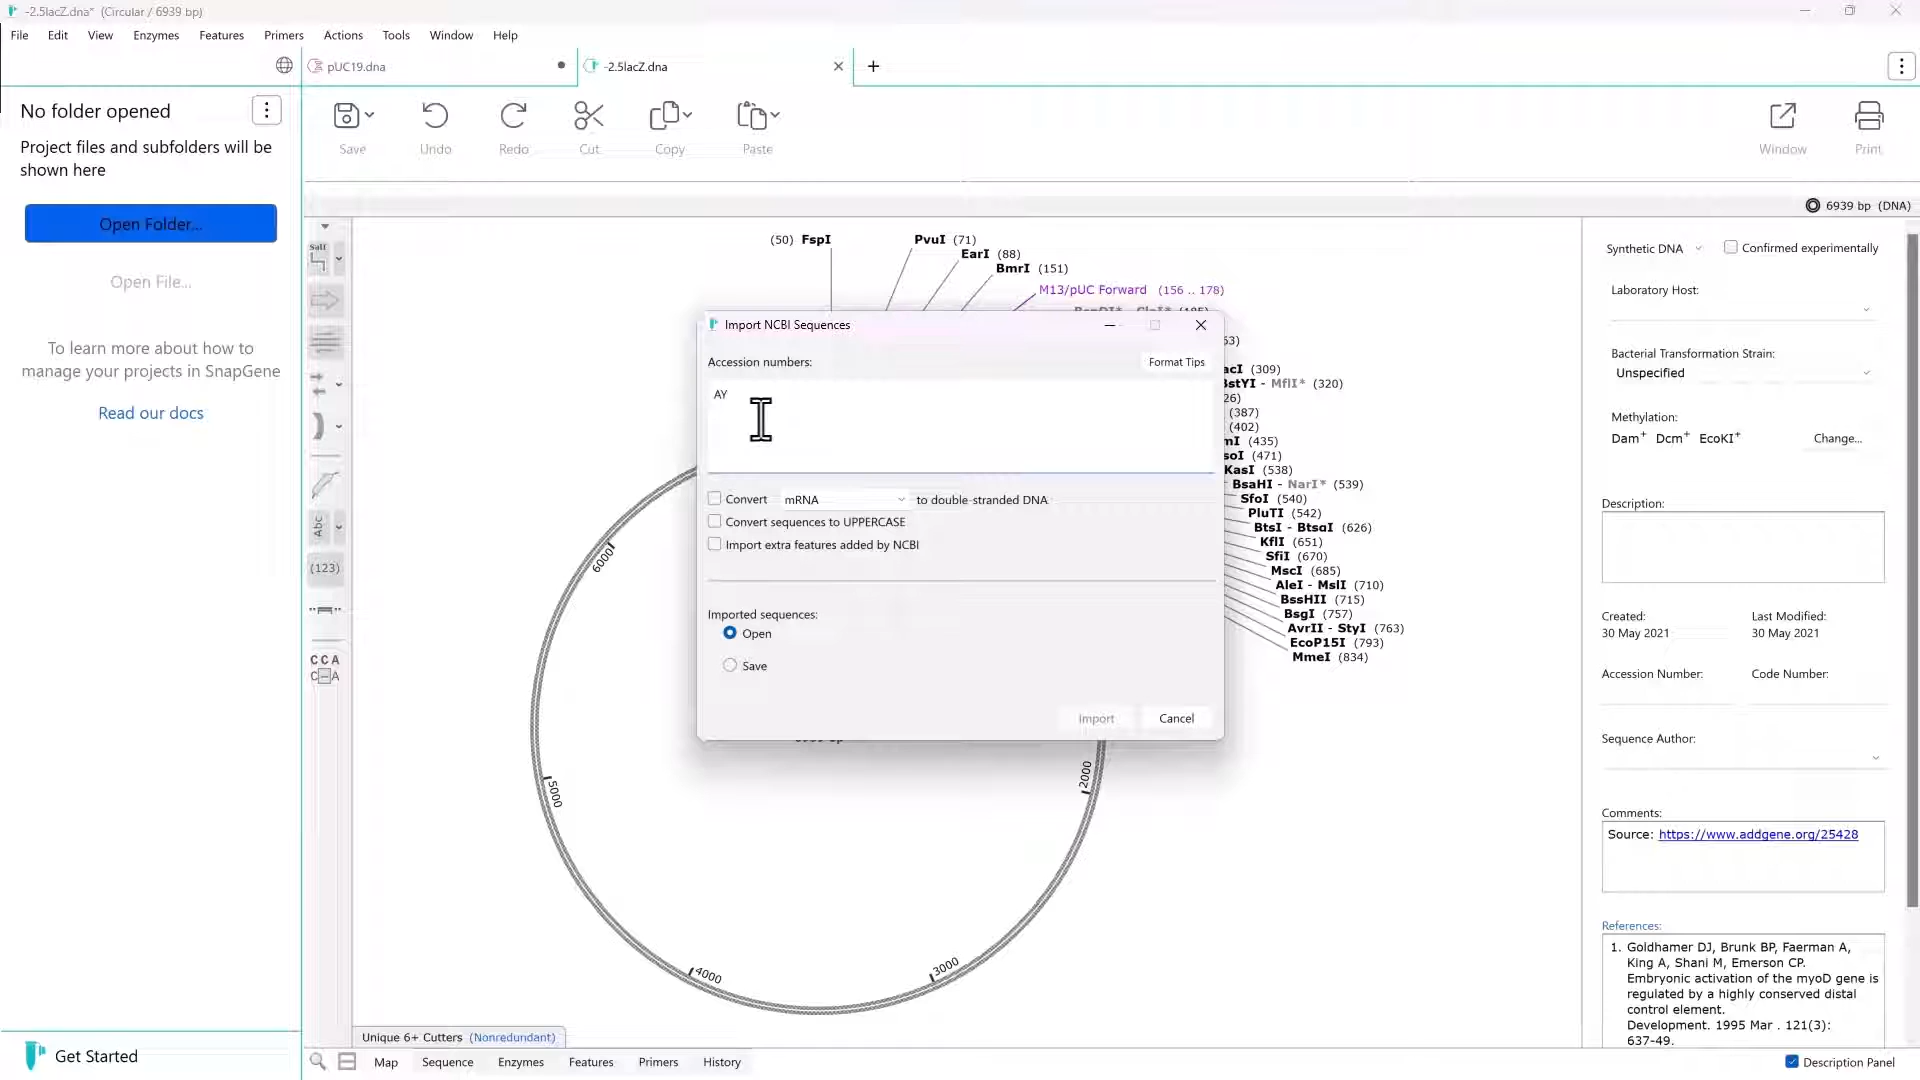 -2.5lacZ.dna* (Circular / 6939 bp)
File Edit View Enzymes Features Primers Actions Tools Window Help
pUC19.dna
-2.5lacZ.dna
No folder opened
Project files and subfolders will be
shown here
Open Folder...
Open File...
To learn more about how to
manage your projects in SnapGene
Read our docs
Get Started
Save Undo Redo Cut Copy Paste Window Print
6939 bp (DNA)
(50) FspI
PvuI (71)
EarI (88)
BmrI (151)
M13/pUC Forward (156 .. 178)
Import NCBI Sequences
Accession numbers:
Format Tips
AY
Convert mRNA to double-stranded DNA
Convert sequences to UPPERCASE
Import extra features added by NCBI
Imported sequences:
Open
Save
Import Cancel
53)
acI (309)
BstYI - MflI* (320)
26)
(387)
(402)
mI (435)
soI (471)
KasI (538)
BsaHI - NarI* (539)
SfoI (540)
PluTI (542)
BtsI - BtsαI (626)
KflI (651)
SfiI (670)
MscI (685)
AleI - MslI (710)
BssHII (715)
BsgI (757)
AvrII - StyI (763)
EcoP15I (793)
MmeI (834)
6000
5000
4000
3000
2000
Abc
(123)
CCA
C-A
Unique 6+ Cutters (Nonredundant)
Map Sequence Enzymes Features Primers History
Synthetic DNA
Confirmed experimentally
Laboratory Host:
Bacterial Transformation Strain:
Unspecified
Methylation:
Dam+ Dcm+ EcoKI+ Change...
Description:
Created: Last Modified:
30 May 2021 30 May 2021
Accession Number: Code Number:
Sequence Author:
Comments:
Source: https://www.addgene.org/25428
References:
1. Goldhamer DJ, Brunk BP, Faerman A,
King A, Shani M, Emerson CP.
Embryonic activation of the myoD gene is
regulated by a highly conserved distal
control element.
Development. 1995 Mar . 121(3):
637-49.
Description Panel